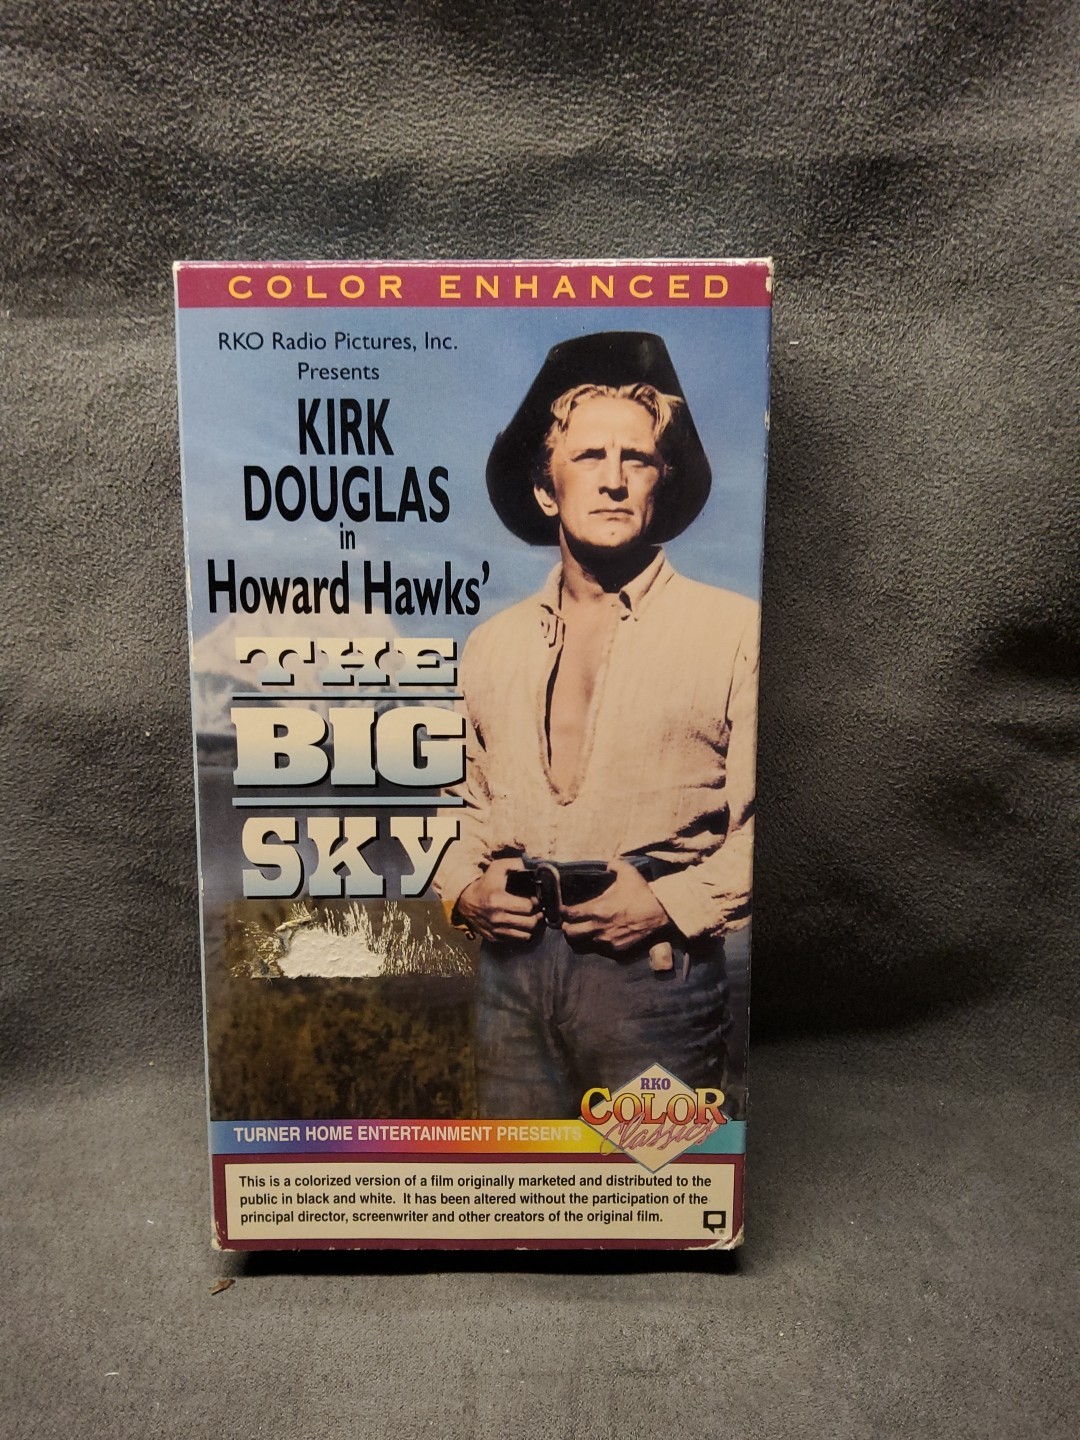 COLOR ENHANCED
RKO Radio Pictures, Inc.
Presents
KIRK
DOUGLAS
in
Howard Hawks'
THE
BIG
SKY
RKO
COLOR
Classics
TURNER HOME ENTERTAINMENT PRESENTS
This is a colorized version of a film originally marketed and distributed to the
public in black and white. It has been altered without the participation of the
principal director, screenwriter and other creators of the original film.